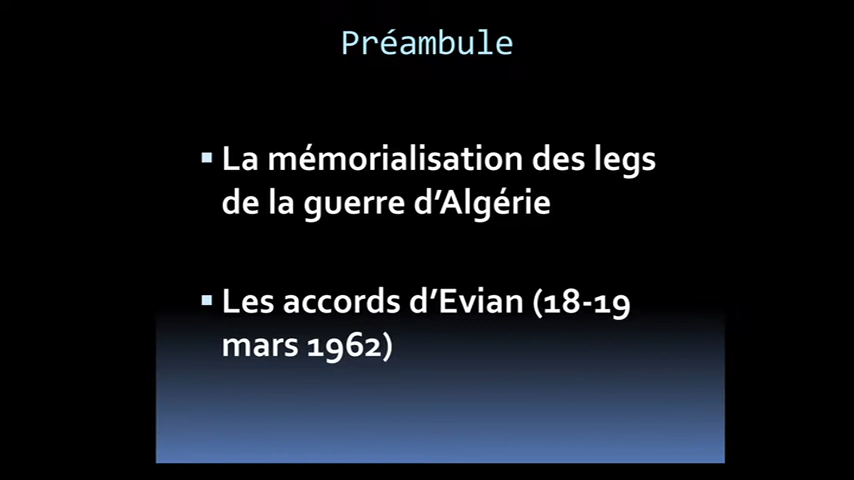 Préambule
▪ La mémorialisation des legs
de la guerre d’Algérie
▪ Les accords d’Evian (18-19
mars 1962)